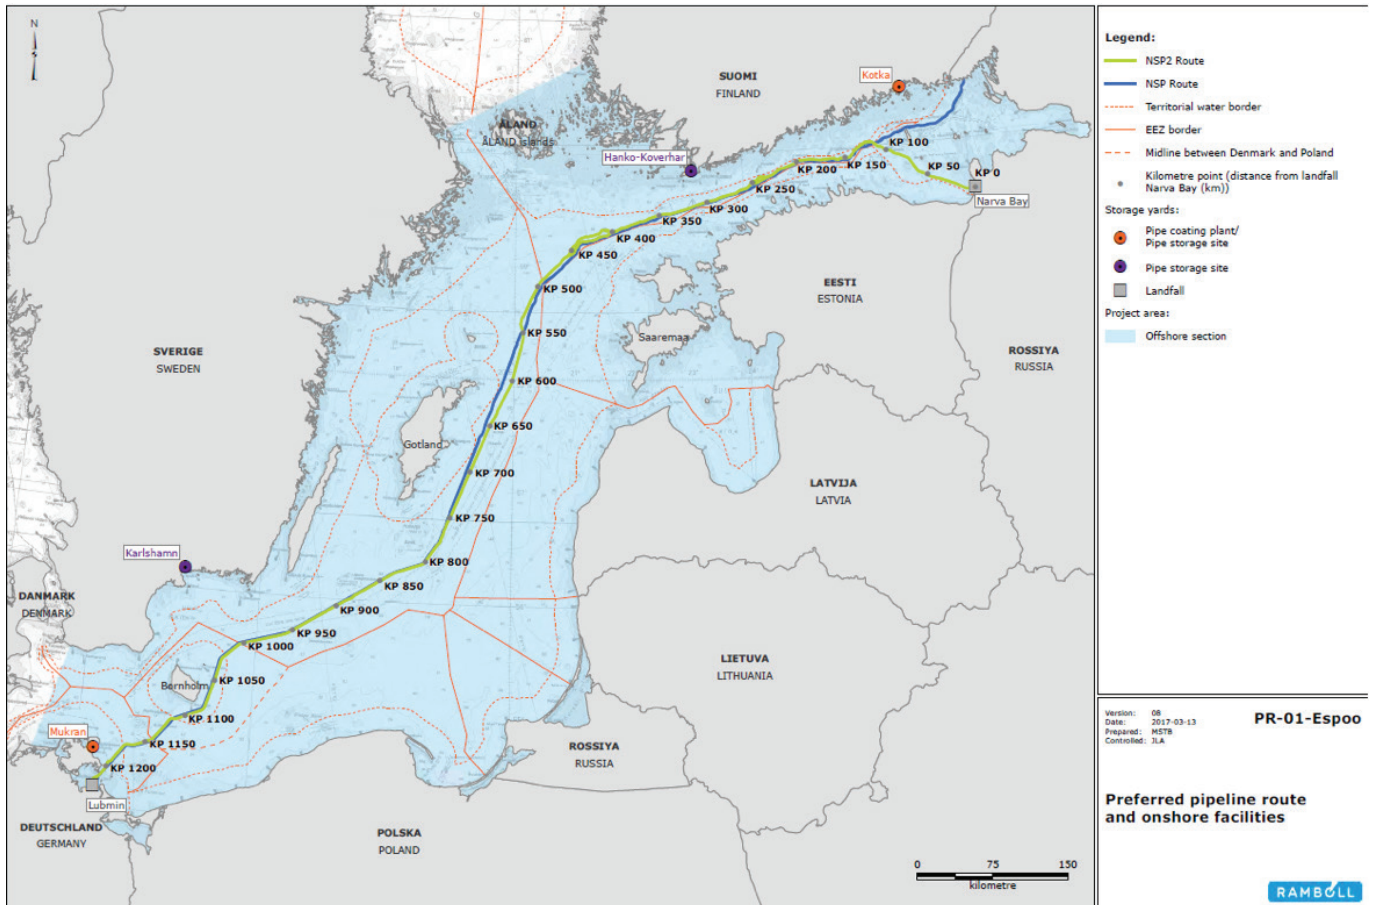 N
SUOMI
FINLAND
Kotka
ÅLAND
ÅLAND islands
Hanko-Koverhar
KP 100
KP 50
KP 0
KP 150
KP 200
Narva Bay
KP 250
KP 300
KP 350
KP 400
KP 450
KP 500
EESTI
ESTONIA
KP 550
Saaremaa
SVERIGE
SWEDEN
ROSSIYA
RUSSIA
KP 600
KP 650
Gotland
KP 700
LATVIJA
LATVIA
KP 750
Karlshamn
KP 800
KP 850
DANMARK
DENMARK
KP 900
KP 950
KP 1000
LIETUVA
LITHUANIA
Bornholm
KP 1050
KP 1100
Mukran
KP 1150
ROSSIYA
RUSSIA
KP 1200
Lubmin
DEUTSCHLAND
GERMANY
POLSKA
POLAND
0 75 150
kilometre
Legend:
NSP2 Route
NSP Route
Territorial water border
EEZ border
Midline between Denmark and Poland
Kilometre point (distance from landfall
Narva Bay (km))
Storage yards:
Pipe coating plant/
Pipe storage site
Pipe storage site
Landfall
Project area:
Offshore section
Version: 08
Date: 2017-03-13
Prepared: MSTB
Controlled: JLA
PR-01-Espoo
Preferred pipeline route
and onshore facilities
RAMBOLL